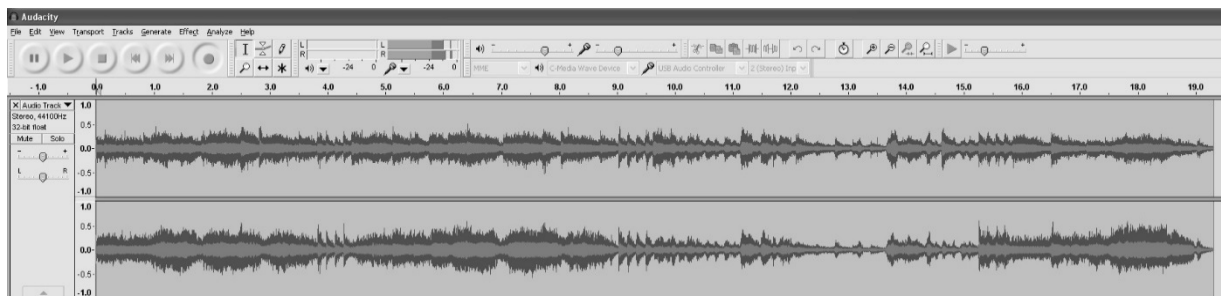 Audacity
File Edit View Transport Tracks Generate Effect Analyze Help
L
R
L
R
-24 0
-24 0
MME
C-Media Wave Device
USB Audio Controller
2 (Stereo) Inp
- 1.0 0.0 1.0 2.0 3.0 4.0 5.0 6.0 7.0 8.0 9.0 10.0 11.0 12.0 13.0 14.0 15.0 16.0 17.0 18.0 19.0
X Audio Track
Stereo, 44100Hz
32-bit float
Mute Solo
- +
L R
1.0
0.5-
0.0-
-0.5-
-1.0
1.0
0.5-
0.0-
-0.5-
-1.0